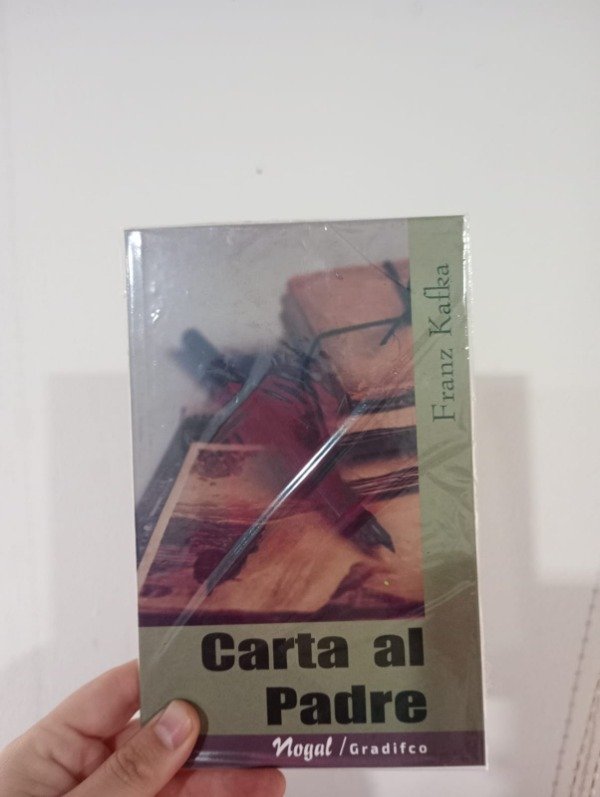 Franz Kafka
Carta al
Padre
Nogal / Gradifco